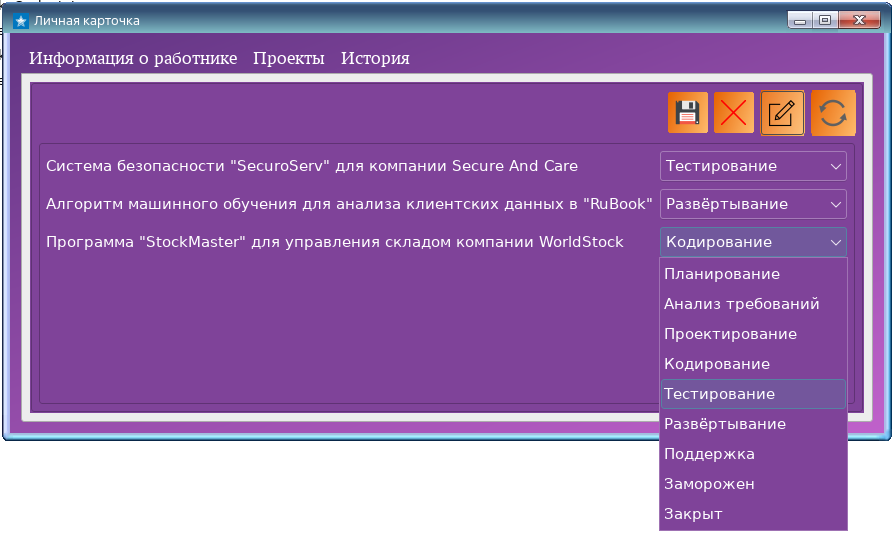 Личная карточка
Информация о работнике Проекты История
Система безопасности "SecuroServ" для компании Secure And Care Тестирование
Алгоритм машинного обучения для анализа клиентских данных в "RuBook" Развёртывание
Программа "StockMaster" для управления складом компании WorldStock Кодирование
Планирование
Анализ требований
Проектирование
Кодирование
Тестирование
Развёртывание
Поддержка
Заморожен
Закрыт